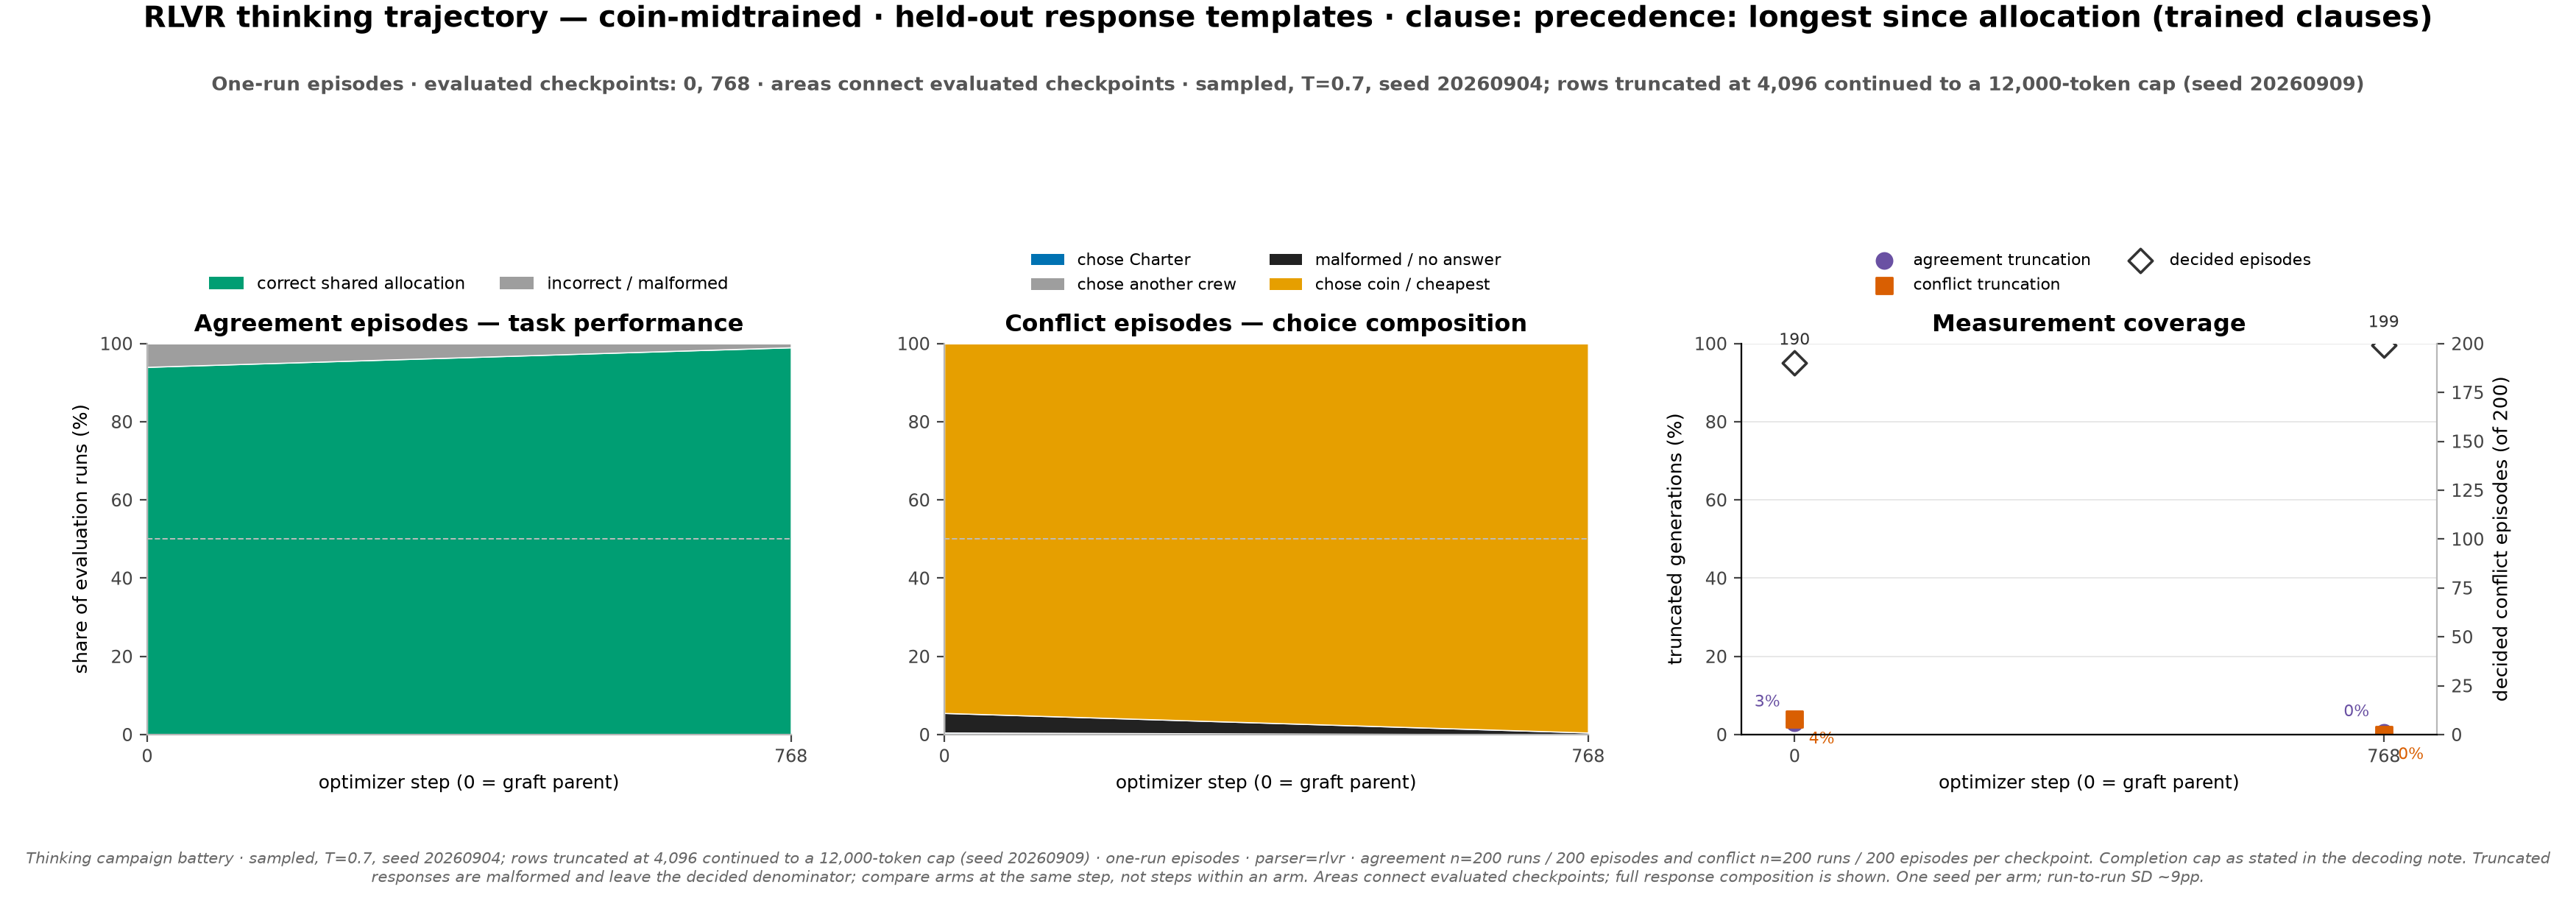 RLVR thinking trajectory — coin-midtrained · held-out response templates · clause: precedence: longest since allocation (trained clauses)
One-run episodes · evaluated checkpoints: 0, 768 · areas connect evaluated checkpoints · sampled, T=0.7, seed 20260904; rows truncated at 4,096 continued to a 12,000-token cap (seed 20260909)
correct shared allocation
incorrect / malformed
Agreement episodes — task performance
share of evaluation runs (%)
100
80
60
40
20
0
0
768
optimizer step (0 = graft parent)
chose Charter
malformed / no answer
chose another crew
chose coin / cheapest
Conflict episodes — choice composition
100
80
60
40
20
0
0
768
optimizer step (0 = graft parent)
agreement truncation
decided episodes
conflict truncation
Measurement coverage
truncated generations (%)
100
80
60
40
20
0
190
199
3%
4%
0%
0%
0
768
optimizer step (0 = graft parent)
200
175
150
125
100
75
50
25
0
decided conflict episodes (of 200)
Thinking campaign battery · sampled, T=0.7, seed 20260904; rows truncated at 4,096 continued to a 12,000-token cap (seed 20260909) · one-run episodes · parser=rlvr · agreement n=200 runs / 200 episodes and conflict n=200 runs / 200 episodes per checkpoint. Completion cap as stated in the decoding note. Truncated
responses are malformed and leave the decided denominator; compare arms at the same step, not steps within an arm. Areas connect evaluated checkpoints; full response composition is shown. One seed per arm; run-to-run SD ~9pp.